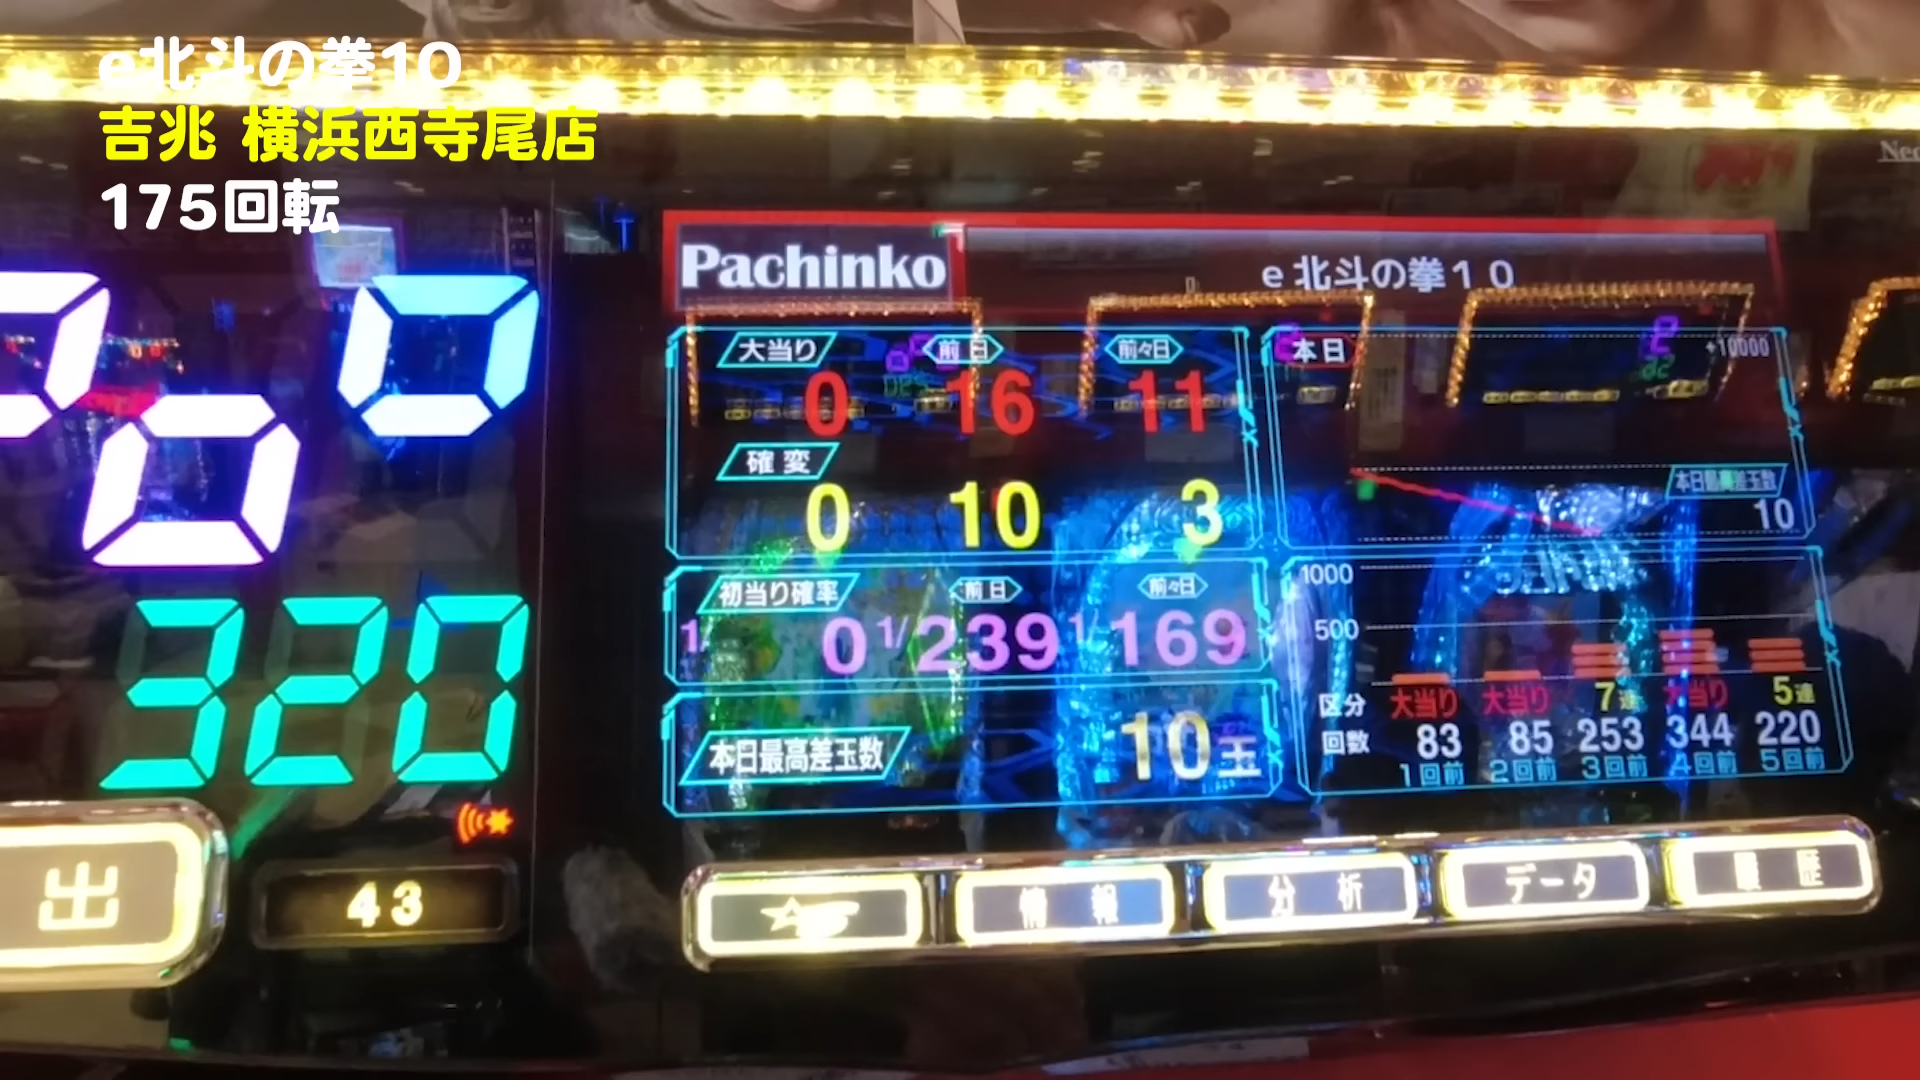 e北斗の拳10
吉兆 横浜西寺尾店
175回転
Pachinko
e北斗の拳10
大当り 前日 前々日
0 16 11
確変
0 10 3
初当り確率 前日 前々日
1/ 0 1/239 1/169
本日最高差玉数
10玉
本日
+10000
本日最高差玉数
10
1000
500
区分 大当り 大当り 7連 大当り 5連
回数 83 85 253 344 220
1回前 2回前 3回前 4回前 5回前
0 0 0
320
出
43
情報
分析
データ
履歴